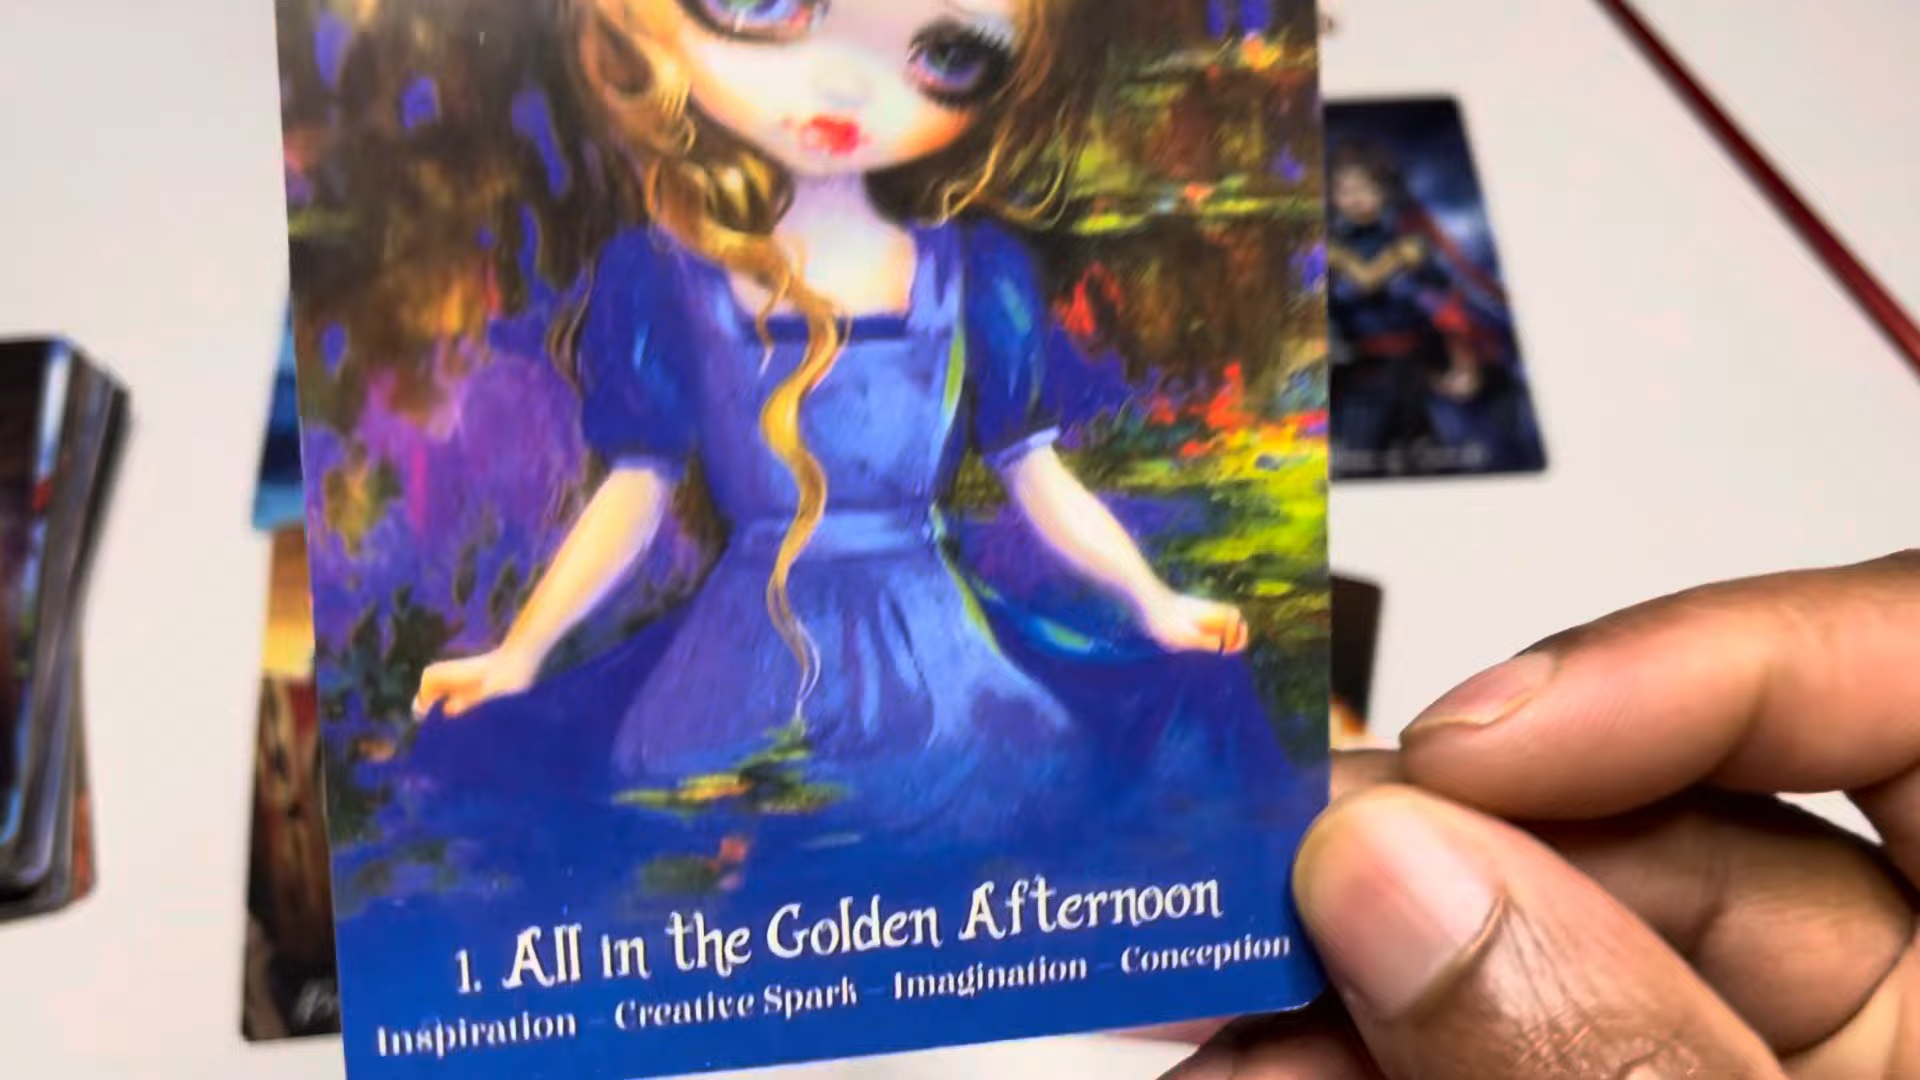 1. All in the Golden Afternoon
Inspiration – Creative Spark – Imagination – Conception